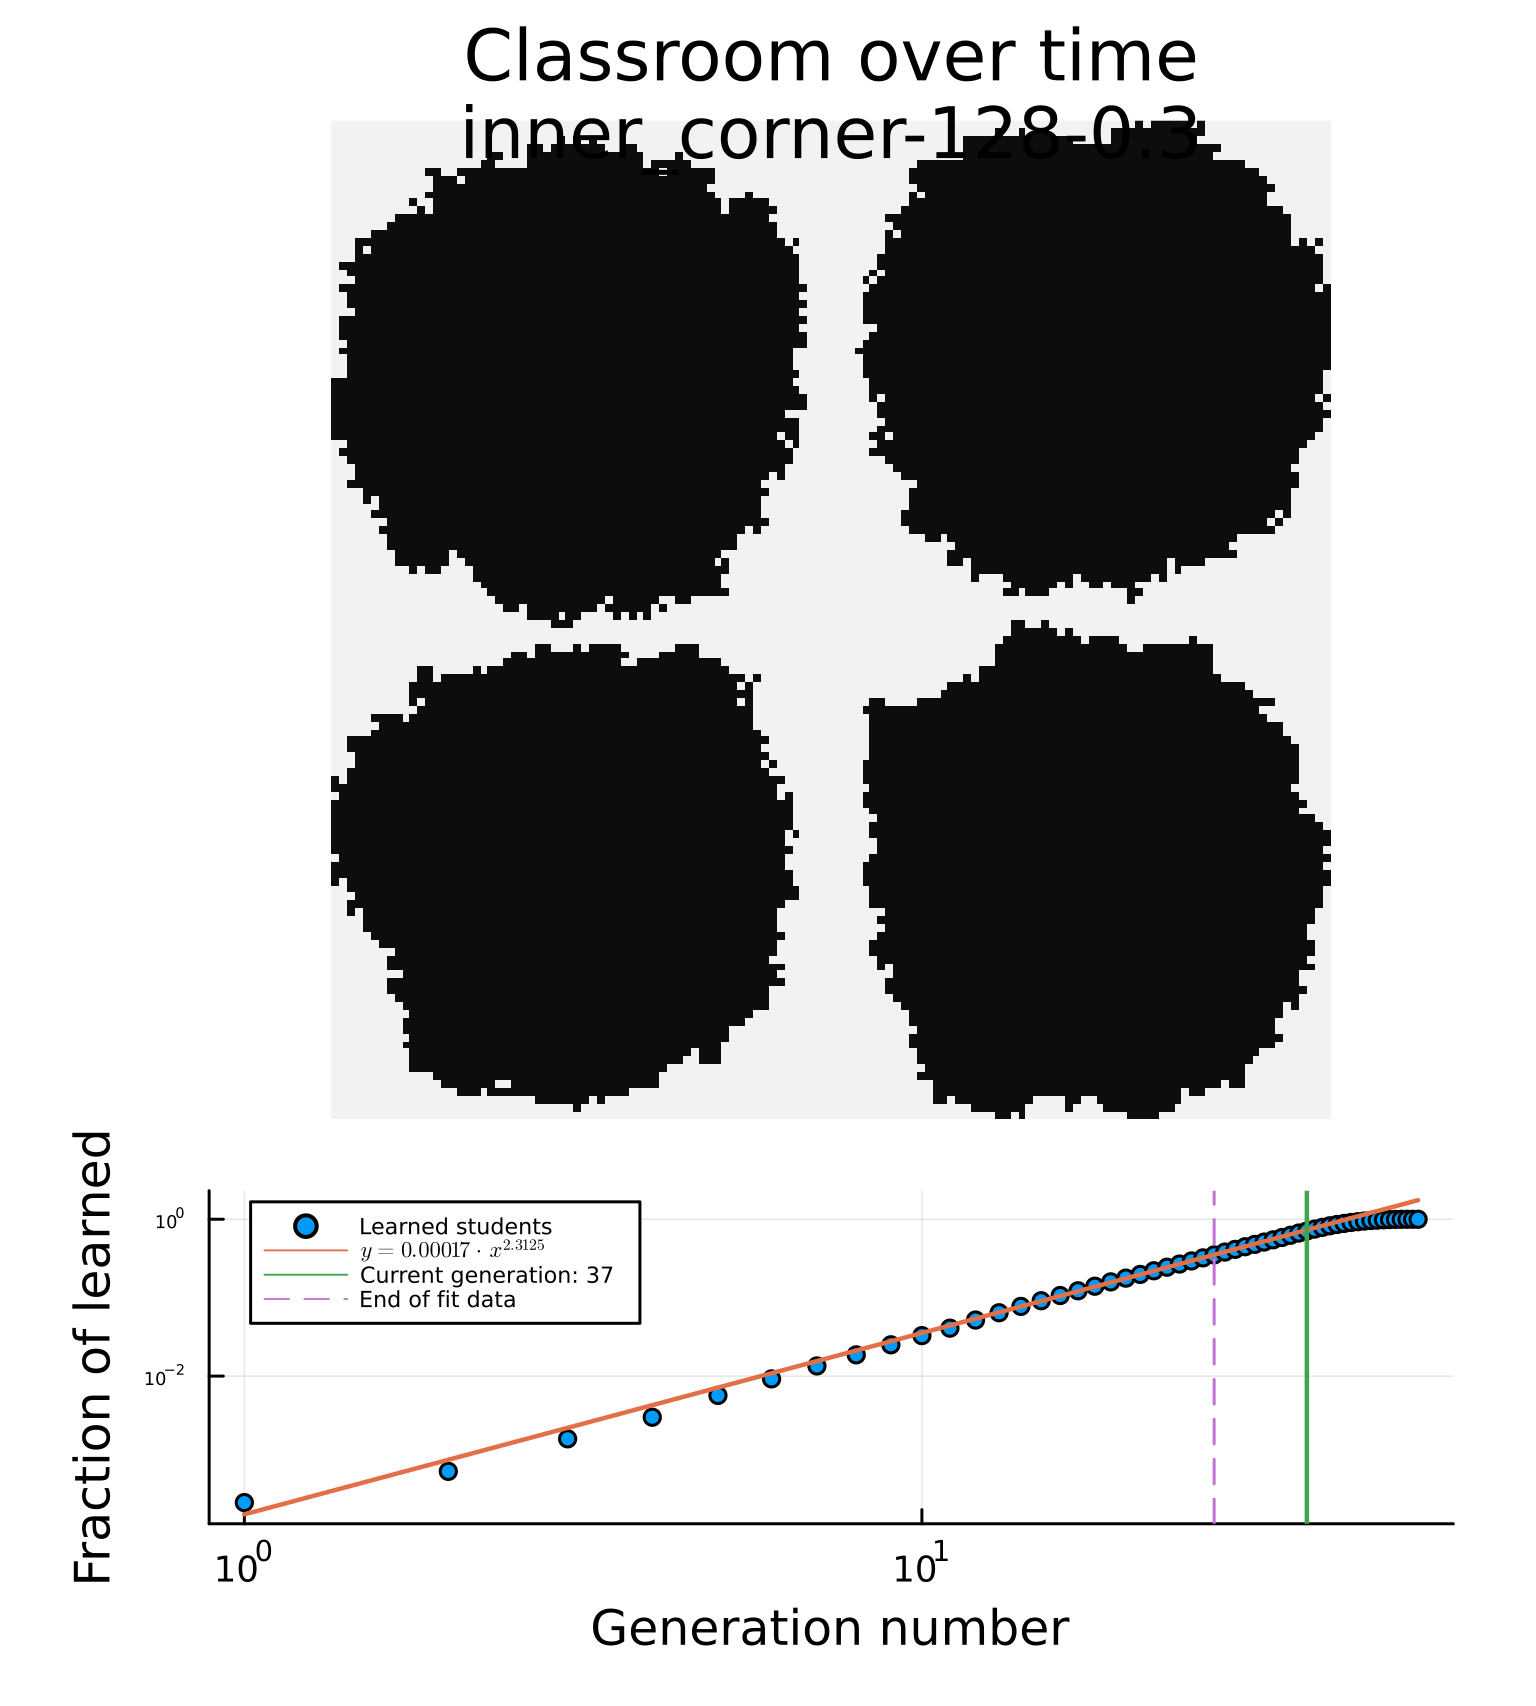 Classroom over time
inner_corner-128-0.3
Fraction of learned
10⁰
10⁻²
Learned students
y = 0.00017 · x^2.3125
Current generation: 37
End of fit data
10⁰
10¹
Generation number